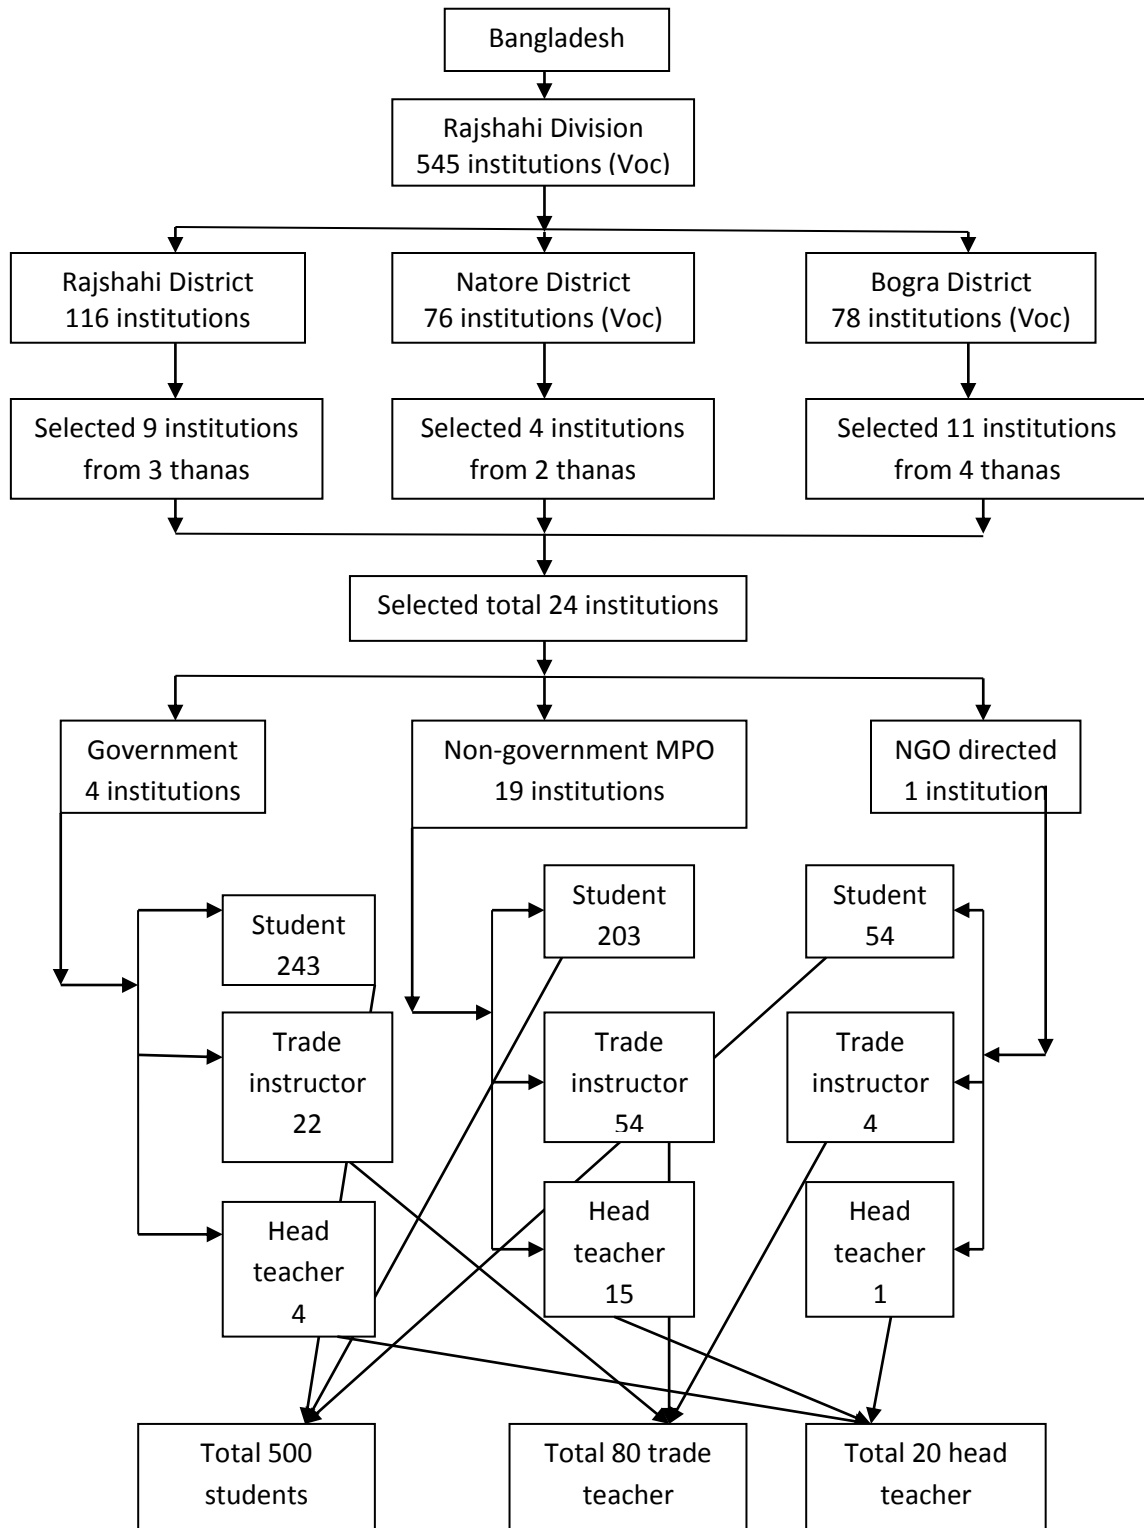 Bangladesh
Rajshahi Division
545 institutions (Voc)
Rajshahi District
116 institutions
Natore District
76 institutions (Voc)
Bogra District
78 institutions (Voc)
Selected 9 institutions
from 3 thanas
Selected 4 institutions
from 2 thanas
Selected 11 institutions
from 4 thanas
Selected total 24 institutions
Government
4 institutions
Non-government MPO
19 institutions
NGO directed
1 institution
Student
243
Student
203
Student
54
Trade
instructor
22
Trade
instructor
54
Trade
instructor
4
Head
teacher
4
Head
teacher
15
Head
teacher
1
Total 500
students
Total 80 trade
teacher
Total 20 head
teacher